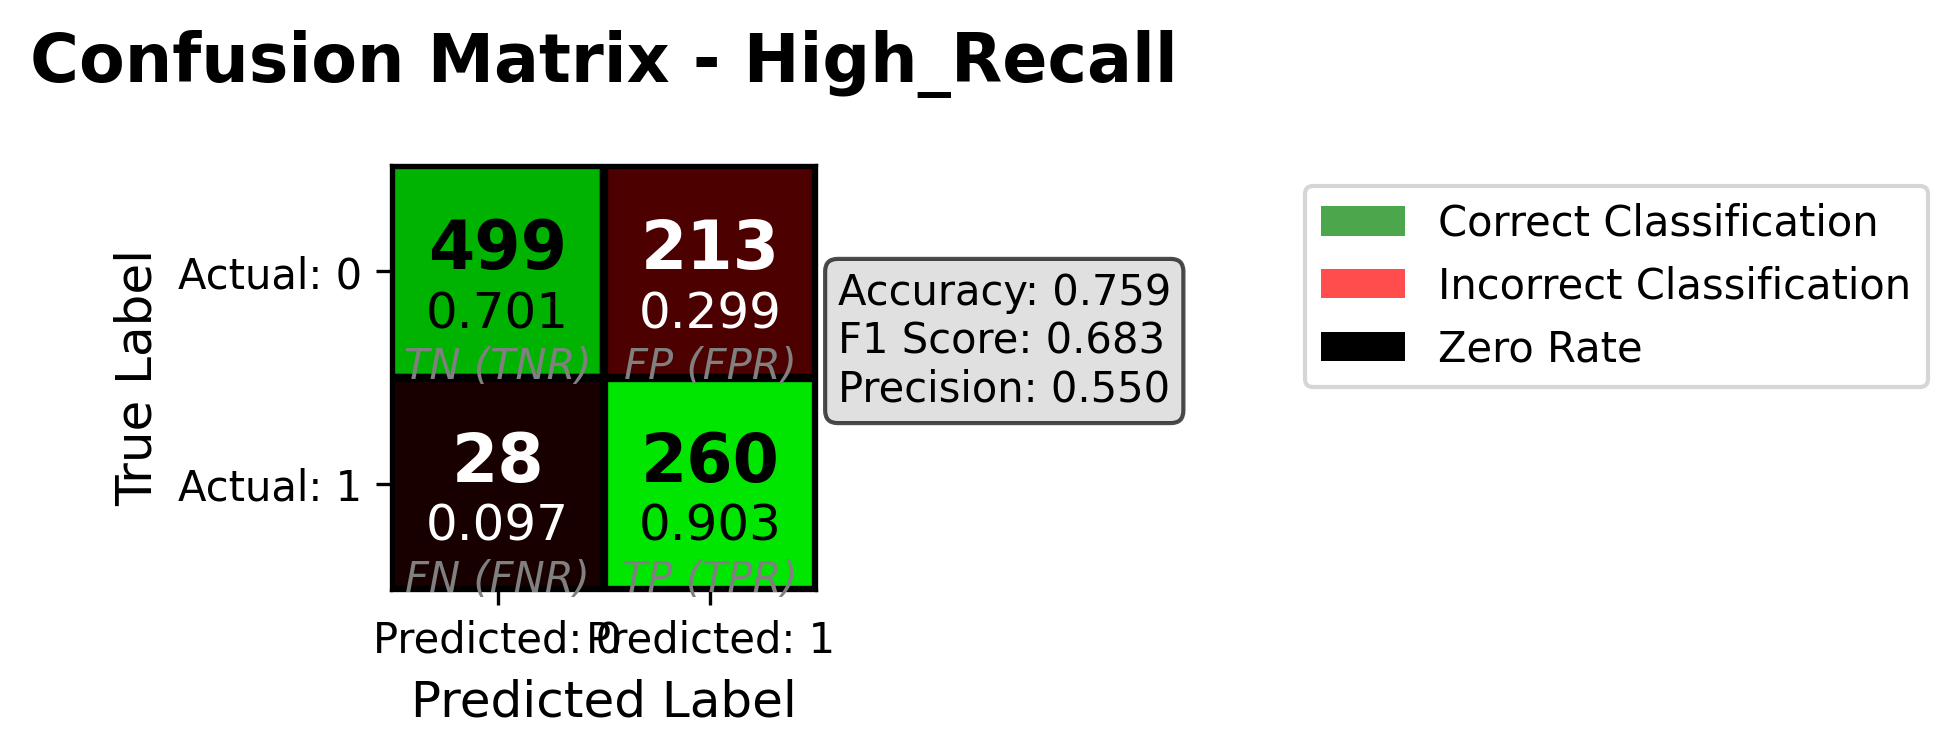 Confusion Matrix - High_Recall
True Label
Actual: 0
499
0.701
TN (TNR)
213
0.299
FP (FPR)
Actual: 1
28
0.097
FN (FNR)
260
0.903
TP (TPR)
Predicted: 0
Predicted: 1
Predicted Label
Accuracy: 0.759
F1 Score: 0.683
Precision: 0.550
Correct Classification
Incorrect Classification
Zero Rate